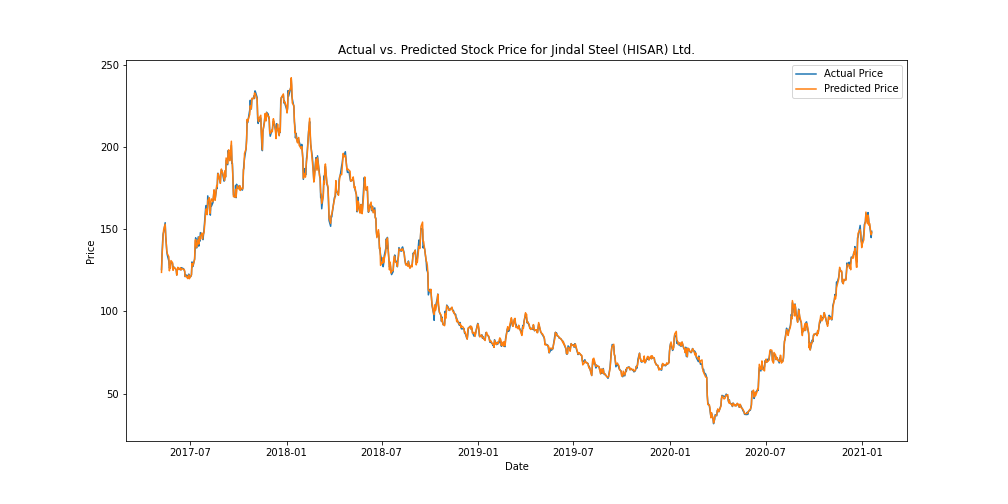 Actual vs. Predicted Stock Price for Jindal Steel (HISAR) Ltd.
Actual Price
Predicted Price
250
200
150
100
50
Price
2017-07 2018-01 2018-07 2019-01 2019-07 2020-01 2020-07 2021-01
Date